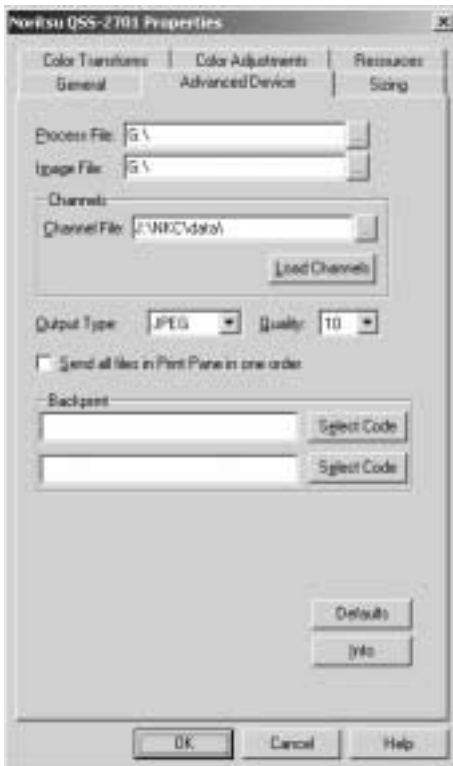 Noritsu QSS-2701 Properties
Color Transforms Color Adjustments Resources
General Advanced Device Sizing
Process File: G:\ ...
Image File: G:\ ...
Channels
Channel File: J:\NKC\data\ ...
Load Channels
Output Type: JPEG Quality: 10
Send all files in Print Pane in one order
Backprint
Select Code
Select Code
Defaults
Info
OK Cancel Help